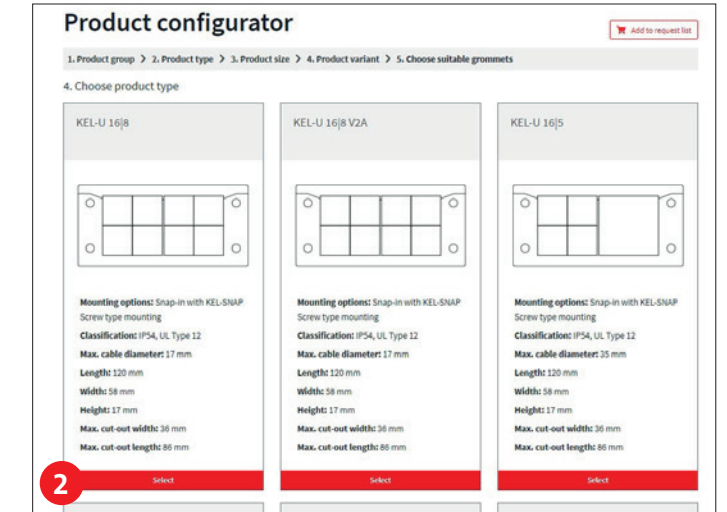 Product configurator
Add to request list
1. Product group > 2. Product type > 3. Product size > 4. Product variant > 5. Choose suitable grommets
4. Choose product type
KEL-U 16|8
Mounting options: Snap-in with KEL-SNAP
Screw type mounting
Classification: IP54, UL Type 12
Max. cable diameter: 17 mm
Length: 120 mm
Width: 58 mm
Height: 17 mm
Max. cut-out width: 36 mm
Max. cut-out length: 86 mm
Select
KEL-U 16|8 V2A
Mounting options: Snap-in with KEL-SNAP
Screw type mounting
Classification: IP54, UL Type 12
Max. cable diameter: 17 mm
Length: 120 mm
Width: 58 mm
Height: 17 mm
Max. cut-out width: 36 mm
Max. cut-out length: 86 mm
Select
KEL-U 16|5
Mounting options: Snap-in with KEL-SNAP
Screw type mounting
Classification: IP54, UL Type 12
Max. cable diameter: 35 mm
Length: 120 mm
Width: 58 mm
Height: 17 mm
Max. cut-out width: 36 mm
Max. cut-out length: 86 mm
Select
2